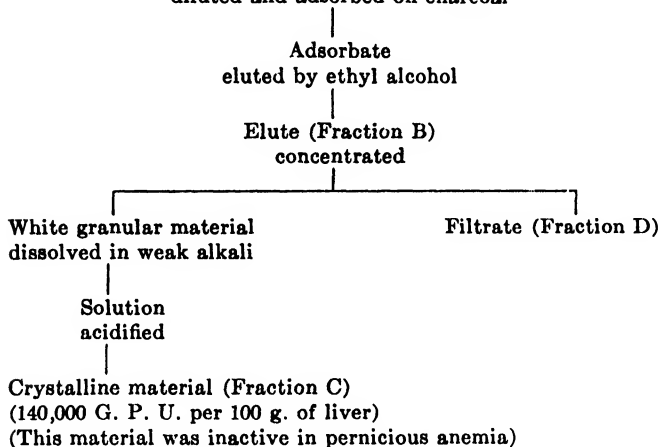 diluted and adsorbed on charcoal
Adsorbate
eluted by ethyl alcohol
Elute (Fraction B)
concentrated
White granular material
dissolved in weak alkali
Filtrate (Fraction D)
Solution
acidified
Crystalline material (Fraction C)
(140,000 G. P. U. per 100 g. of liver)
(This material was inactive in pernicious anemia)